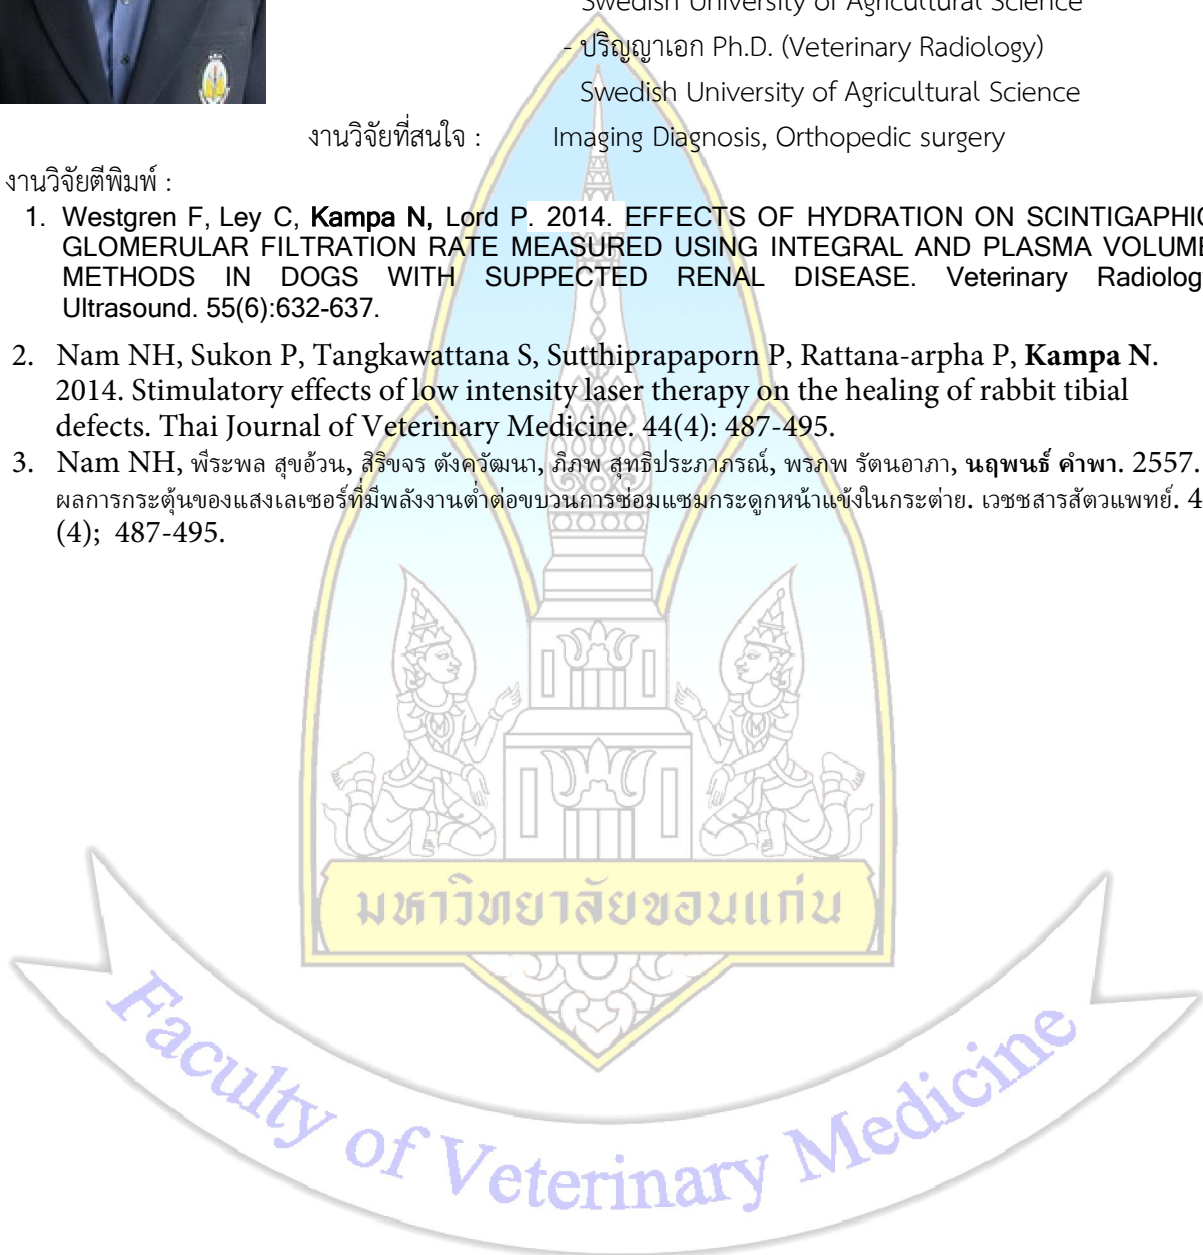 Swedish University of Agricultural Science
- ปริญญาเอก Ph.D. (Veterinary Radiology)
Swedish University of Agricultural Science
งานวิจัยที่สนใจ : Imaging Diagnosis, Orthopedic surgery
งานวิจัยตีพิมพ์ :
1. Westgren F, Ley C, Kampa N, Lord P. 2014. EFFECTS OF HYDRATION ON SCINTIGAPHIC
GLOMERULAR FILTRATION RATE MEASURED USING INTEGRAL AND PLASMA VOLUME
METHODS IN DOGS WITH SUPPECTED RENAL DISEASE. Veterinary Radiolog
Ultrasound. 55(6):632-637.
2. Nam NH, Sukon P, Tangkawattana S, Sutthiprapaporn P, Rattana-arpha P, Kampa N.
2014. Stimulatory effects of low intensity laser therapy on the healing of rabbit tibial
defects. Thai Journal of Veterinary Medicine. 44(4): 487-495.
3. Nam NH, พีระพล สุขอ้วน, สิริขจร ตังควัฒนา, ภิภพ สุทธิประภาภรณ์, พรภพ รัตนอาภา, นฤพนธ์ คำพา. 2557.
ผลการกระตุ้นของแสงเลเซอร์ที่มีพลังงานต่ำต่อขบวนการซ่อมแซมกระดูกหน้าแข้งในกระต่าย. เวชชสารสัตวแพทย์. 4
(4); 487-495.
มหาวิทยาลัยขอนแก่น
Faculty of Veterinary Medicine